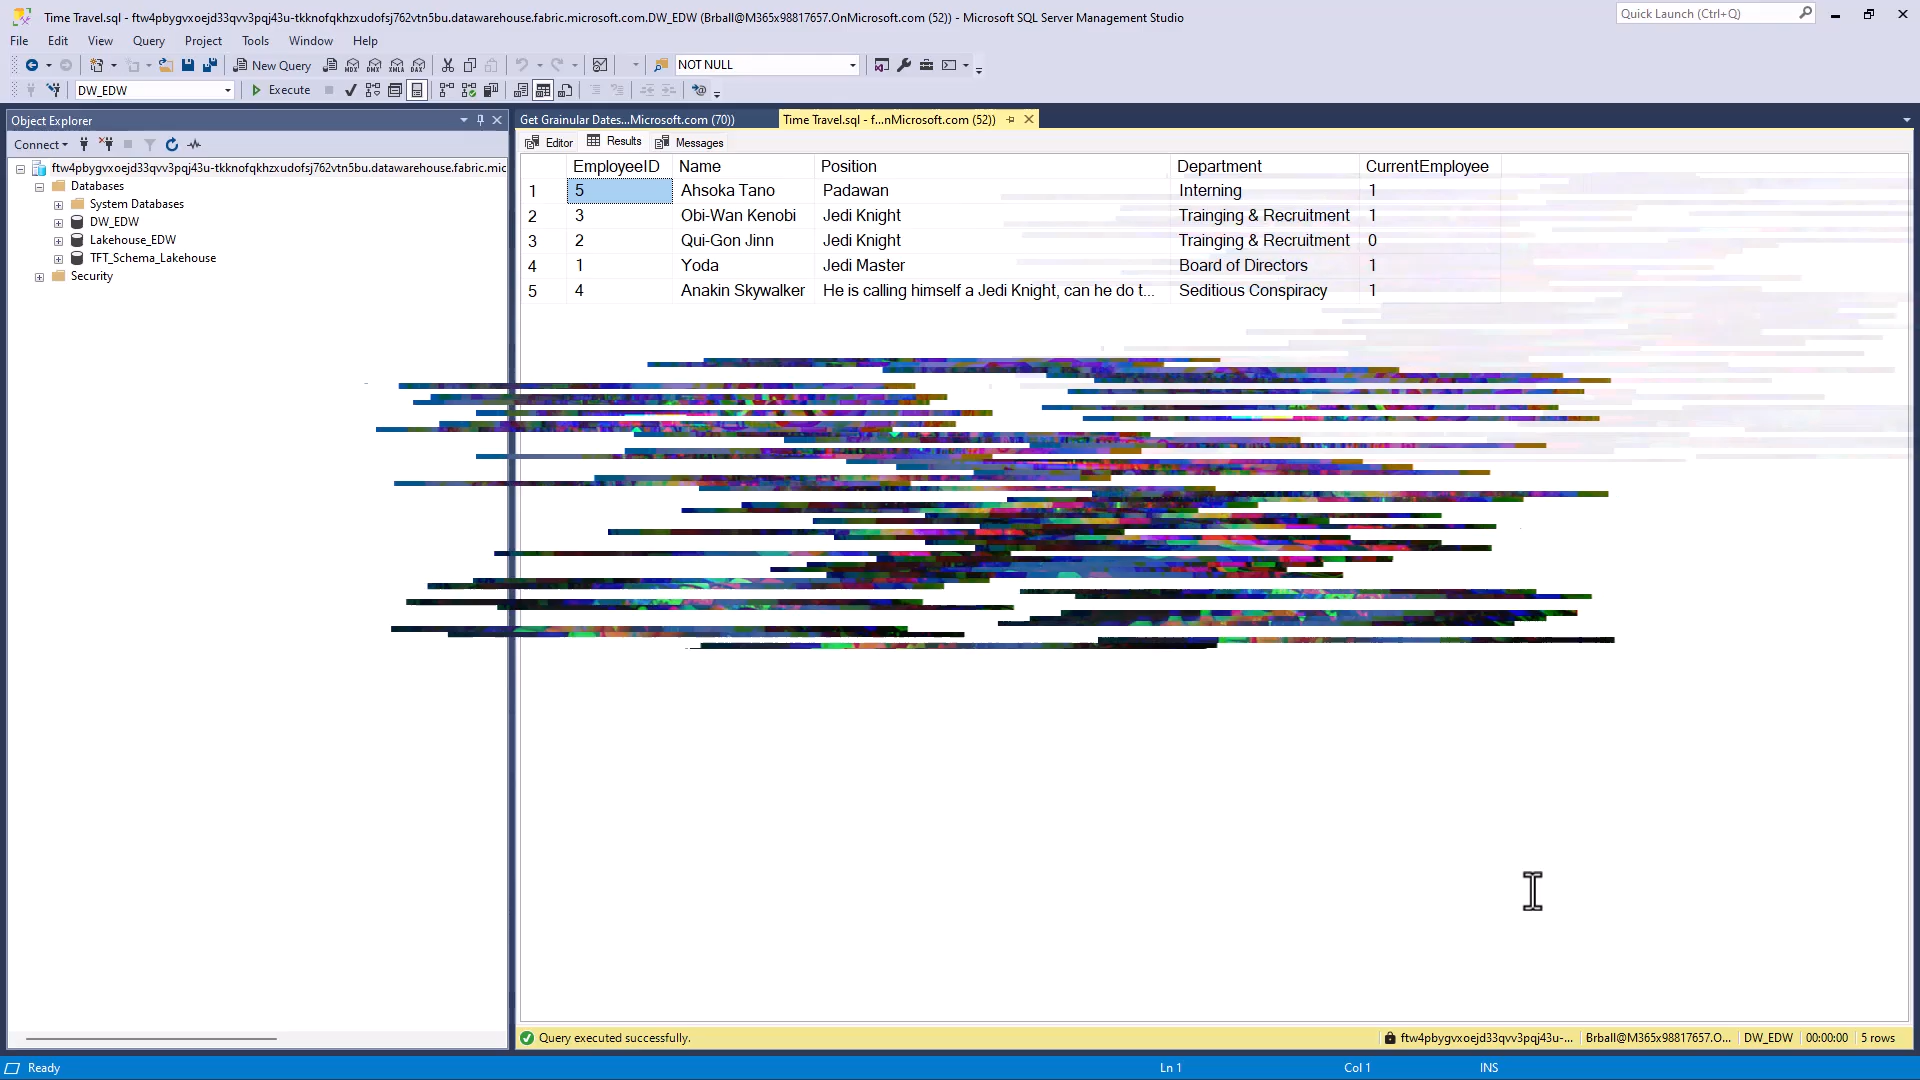 Time Travel.sql - ftw4pbygvxoejd33qvv3pqj43u-tkknofqkhzxudofsj762vtn5bu.datawarehouse.fabric.microsoft.com.DW_EDW (Brball@M365x98817657.OnMicrosoft.com (52)) - Microsoft SQL Server Management Studio
Quick Launch (Ctrl+Q)
File Edit View Query Project Tools Window Help
New Query
MDX DMX XMLA DAX
NOT NULL
DW_EDW
Execute
Object Explorer
Get Grainular Dates...Microsoft.com (70))
Time Travel.sql - f...nMicrosoft.com (52))
Connect
Editor Results Messages
ftw4pbygvxoejd33qvv3pqj43u-tkknofqkhzxudofsj762vtn5bu.datawarehouse.fabric.mic
Databases
System Databases
DW_EDW
Lakehouse_EDW
TFT_Schema_Lakehouse
Security
EmployeeID Name Position Department CurrentEmployee
1 5 Ahsoka Tano Padawan Interning 1
2 3 Obi-Wan Kenobi Jedi Knight Trainging & Recruitment 1
3 2 Qui-Gon Jinn Jedi Knight Trainging & Recruitment 0
4 1 Yoda Jedi Master Board of Directors 1
5 4 Anakin Skywalker He is calling himself a Jedi Knight, can he do t... Seditious Conspiracy 1
Query executed successfully.
ftw4pbygvxoejd33qvv3pqj43u-... Brball@M365x98817657.O... DW_EDW 00:00:00 5 rows
Ready Ln 1 Col 1 INS